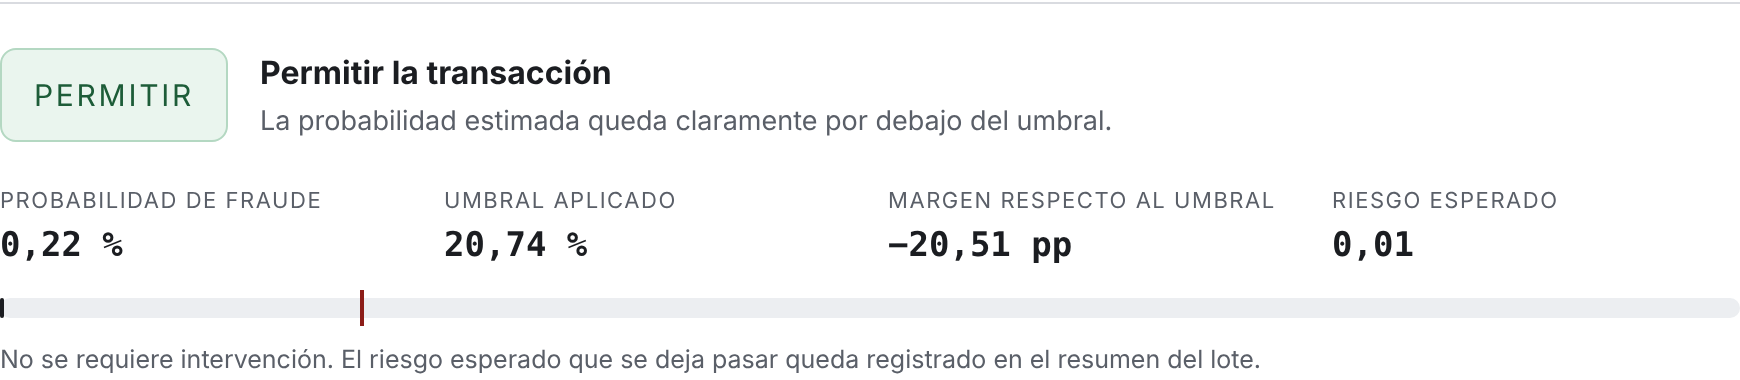 PERMITIR
Permitir la transacción
La probabilidad estimada queda claramente por debajo del umbral.
PROBABILIDAD DE FRAUDE
0,22 %
UMBRAL APLICADO
20,74 %
MARGEN RESPECTO AL UMBRAL
−20,51 pp
RIESGO ESPERADO
0,01
No se requiere intervención. El riesgo esperado que se deja pasar queda registrado en el resumen del lote.